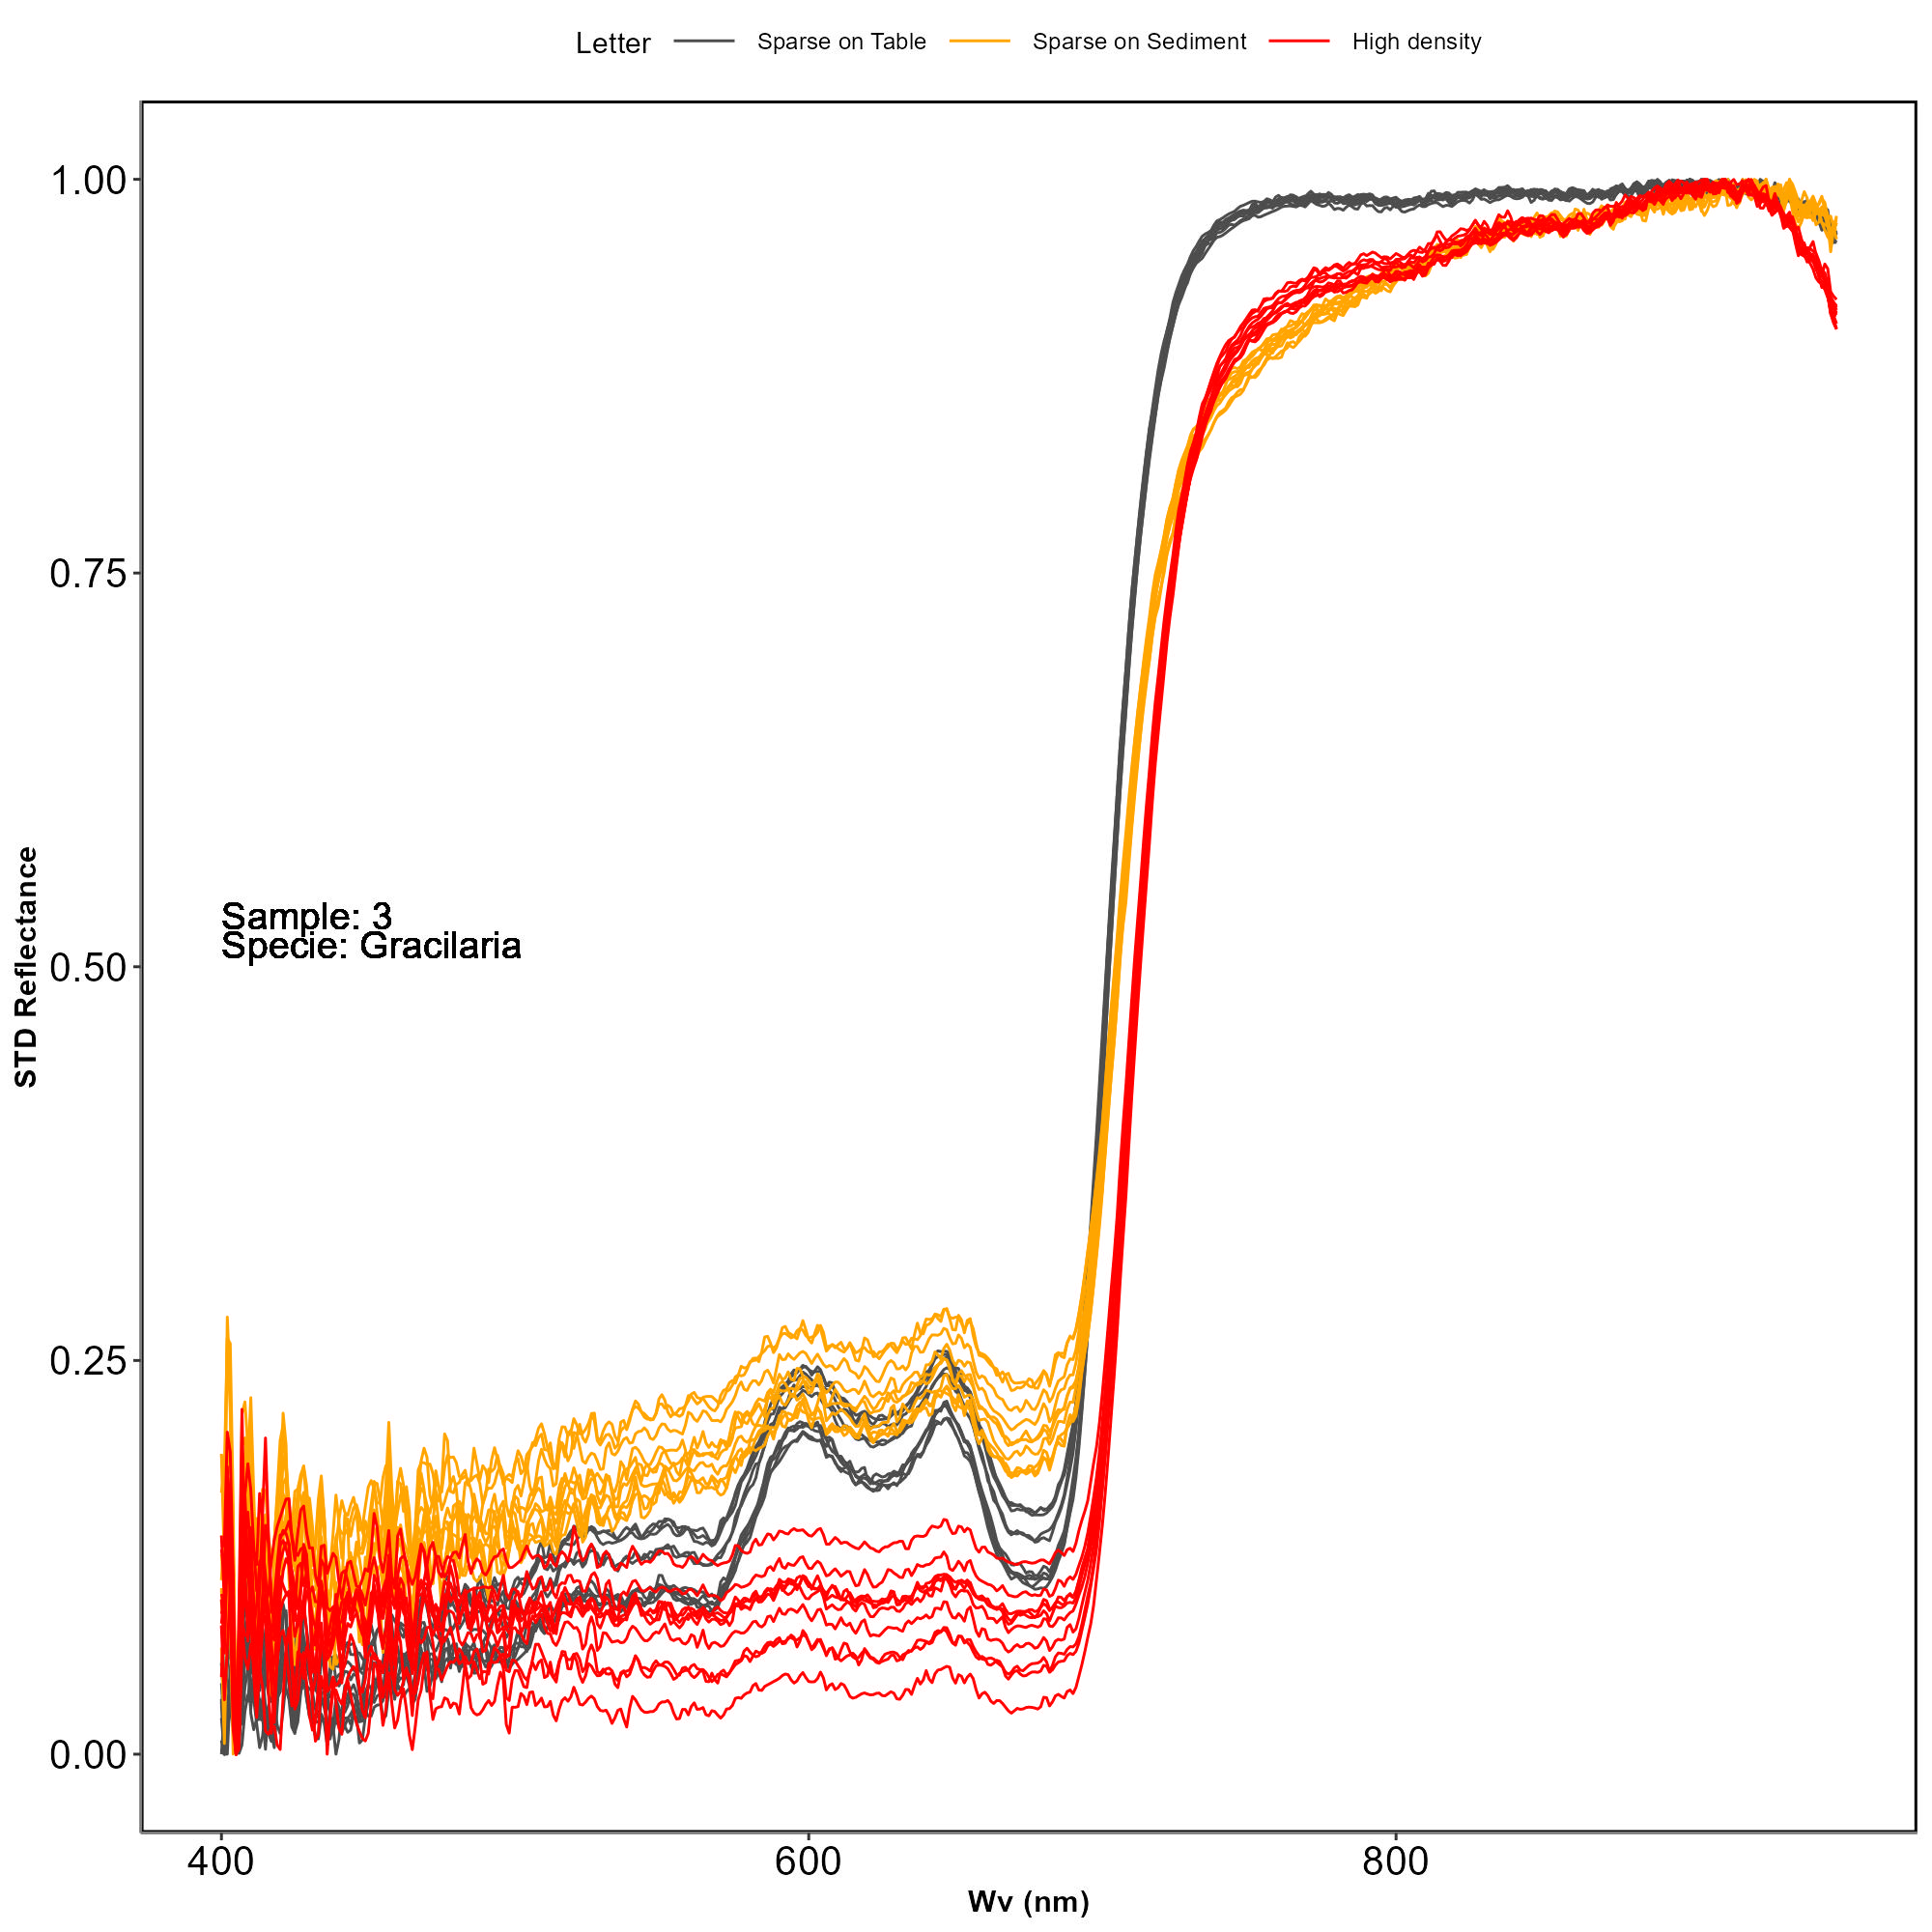 Letter Sparse on Table Sparse on Sediment High density
1.00
0.75
0.50
0.25
0.00
STD Reflectance
Sample: 3
Specie: Gracilaria
400 600 800
Wv (nm)